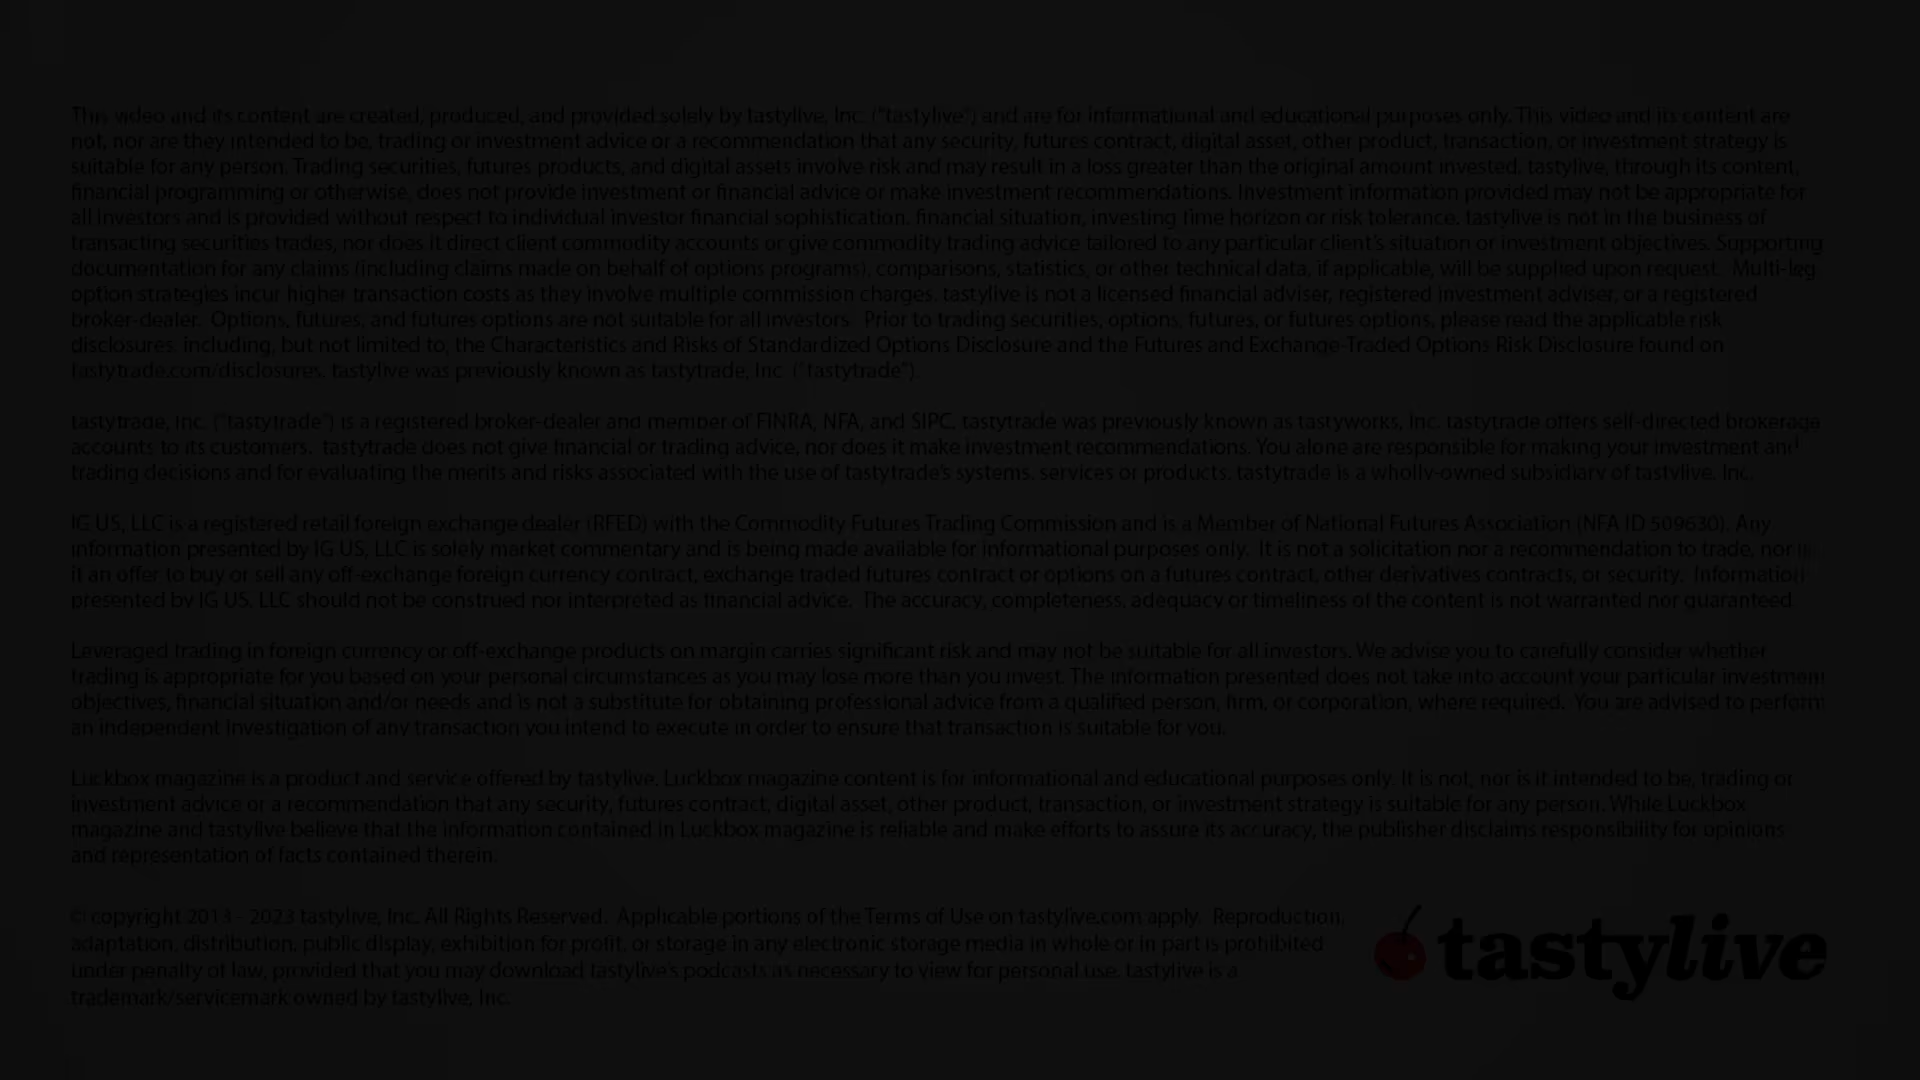 This video and its content are created, produced, and provided solely by tastylive, Inc. ("tastylive") and are for informational and educational purposes only. This video and its content are
not, nor are they intended to be, trading or investment advice or a recommendation that any security, futures contract, digital asset, other product, transaction, or investment strategy is
suitable for any person. Trading securities, futures products, and digital assets involve risk and may result in a loss greater than the original amount invested. tastylive, through its content,
financial programming or otherwise, does not provide investment or financial advice or make investment recommendations. Investment information provided may not be appropriate for
all investors and is provided without respect to individual investor financial sophistication, financial situation, investing time horizon or risk tolerance. tastylive is not in the business of
transacting securities trades, nor does it direct client commodity accounts or give commodity trading advice tailored to any particular client's situation or investment objectives. Supporting
documentation for any claims (including claims made on behalf of options programs), comparisons, statistics, or other technical data, if applicable, will be supplied upon request. Multi-leg
option strategies incur higher transaction costs as they involve multiple commission charges. tastylive is not a licensed financial adviser, registered investment adviser, or a registered
broker-dealer. Options, futures, and futures options are not suitable for all investors. Prior to trading securities, options, futures, or futures options, please read the applicable risk
disclosures, including, but not limited to, the Characteristics and Risks of Standardized Options Disclosure and the Futures and Exchange-Traded Options Risk Disclosure found on
tastytrade.com/disclosures. tastylive was previously known as tastytrade, Inc. ("tastytrade").
tastytrade, Inc. ("tastytrade") is a registered broker-dealer and member of FINRA, NFA, and SIPC. tastytrade was previously known as tastyworks, Inc. tastytrade offers self-directed brokerage
accounts to its customers. tastytrade does not give financial or trading advice, nor does it make investment recommendations. You alone are responsible for making your investment and
trading decisions and for evaluating the merits and risks associated with the use of tastytrade's systems, services or products. tastytrade is a wholly-owned subsidiary of tastylive, Inc.
IG US, LLC is a registered retail foreign exchange dealer (RFED) with the Commodity Futures Trading Commission and is a Member of National Futures Association (NFA ID 509630). Any
information presented by IG US, LLC is solely market commentary and is being made available for informational purposes only. It is not a solicitation nor a recommendation to trade, nor is
it an offer to buy or sell any off-exchange foreign currency contract, exchange traded futures contract or options on a futures contract, other derivatives contracts, or security. Information
presented by IG US, LLC should not be construed nor interpreted as financial advice. The accuracy, completeness, adequacy or timeliness of the content is not warranted nor guaranteed.
Leveraged trading in foreign currency or off-exchange products on margin carries significant risk and may not be suitable for all investors. We advise you to carefully consider whether
trading is appropriate for you based on your personal circumstances as you may lose more than you invest. The information presented does not take into account your particular investment
objectives, financial situation and/or needs and is not a substitute for obtaining professional advice from a qualified person, firm, or corporation, where required. You are advised to perform
an independent Investigation of any transaction you intend to execute in order to ensure that transaction is suitable for you.
Luckbox magazine is a product and service offered by tastylive. Luckbox magazine content is for informational and educational purposes only. It is not, nor is it intended to be, trading or
investment advice or a recommendation that any security, futures contract, digital asset, other product, transaction, or investment strategy is suitable for any person. While Luckbox
magazine and tastylive believe that the information contained in Luckbox magazine is reliable and make efforts to assure its accuracy, the publisher disclaims responsibility for opinions
and representation of facts contained therein.
© copyright 2013 - 2023 tastylive, Inc. All Rights Reserved. Applicable portions of the Terms of Use on tastylive.com apply. Reproduction,
adaptation, distribution, public display, exhibition for profit, or storage in any electronic storage media in whole or in part is prohibited
under penalty of law, provided that you may download tastylive's podcasts as necessary to view for personal use. tastylive is a
trademark/servicemark owned by tastylive, Inc.
tastylive